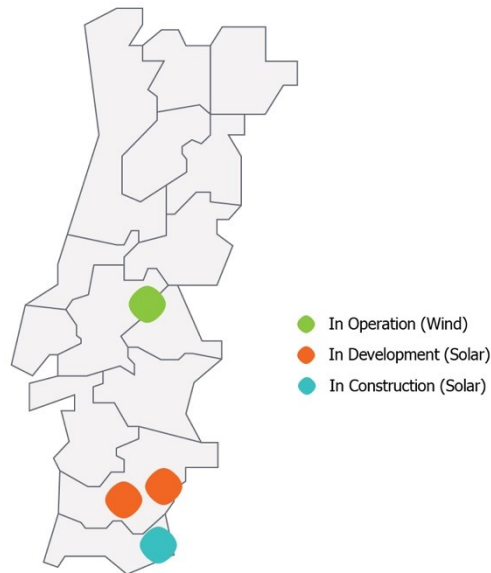 In Operation (Wind)
In Development (Solar)
In Construction (Solar)